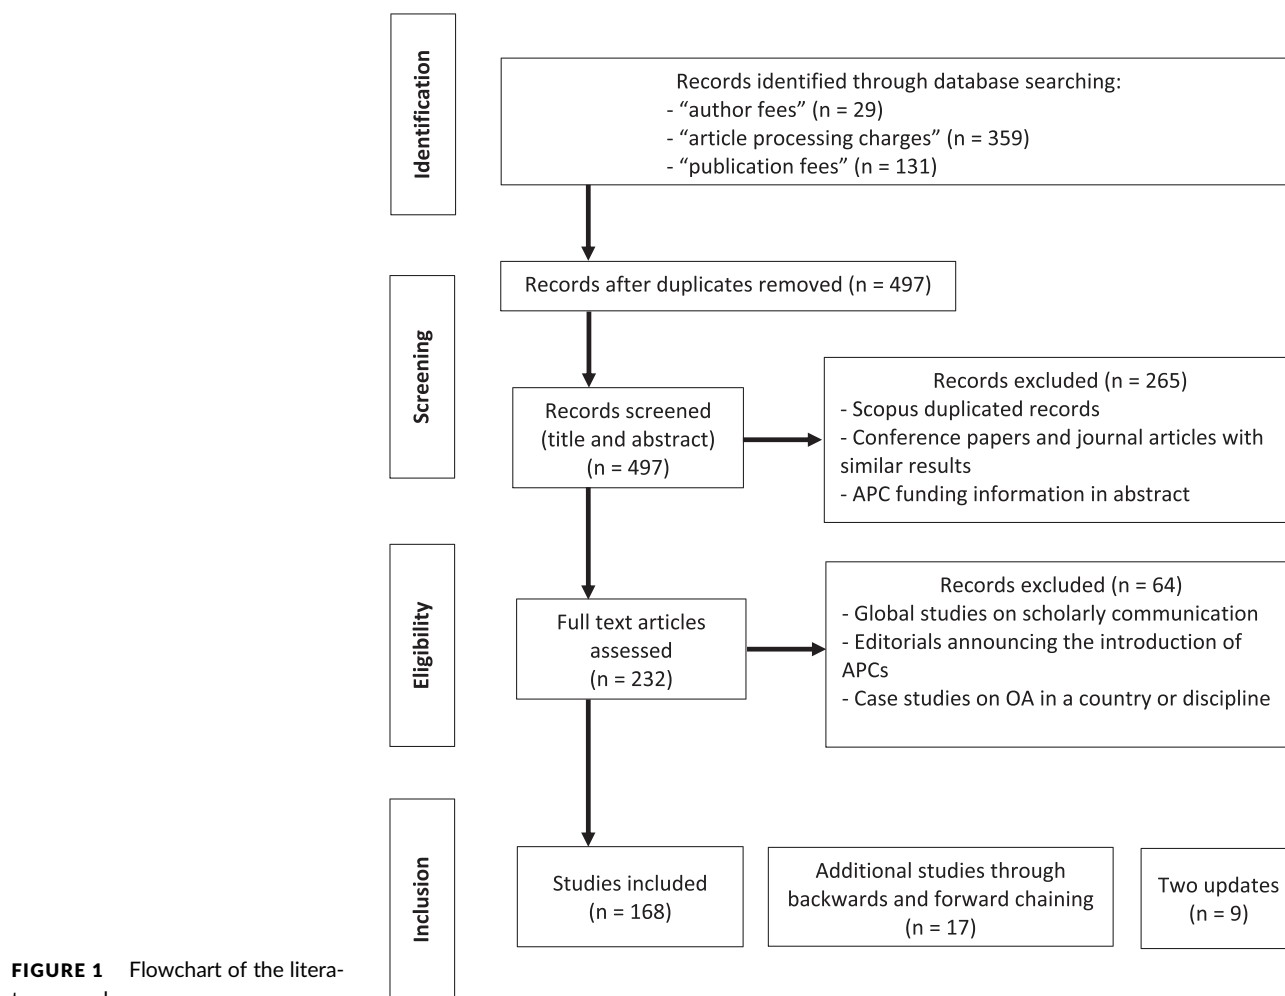 Identification
Records identified through database searching:
- “author fees” (n = 29)
- “article processing charges” (n = 359)
- “publication fees” (n = 131)
Records after duplicates removed (n = 497)
Screening
Records screened
(title and abstract)
(n = 497)
Records excluded (n = 265)
- Scopus duplicated records
- Conference papers and journal articles with
similar results
- APC funding information in abstract
Eligibility
Full text articles
assessed
(n = 232)
Records excluded (n = 64)
- Global studies on scholarly communication
- Editorials announcing the introduction of
APCs
- Case studies on OA in a country or discipline
Inclusion
Studies included
(n = 168)
Additional studies through
backwards and forward chaining
(n = 17)
Two updates
(n = 9)
FIGURE 1 Flowchart of the litera-